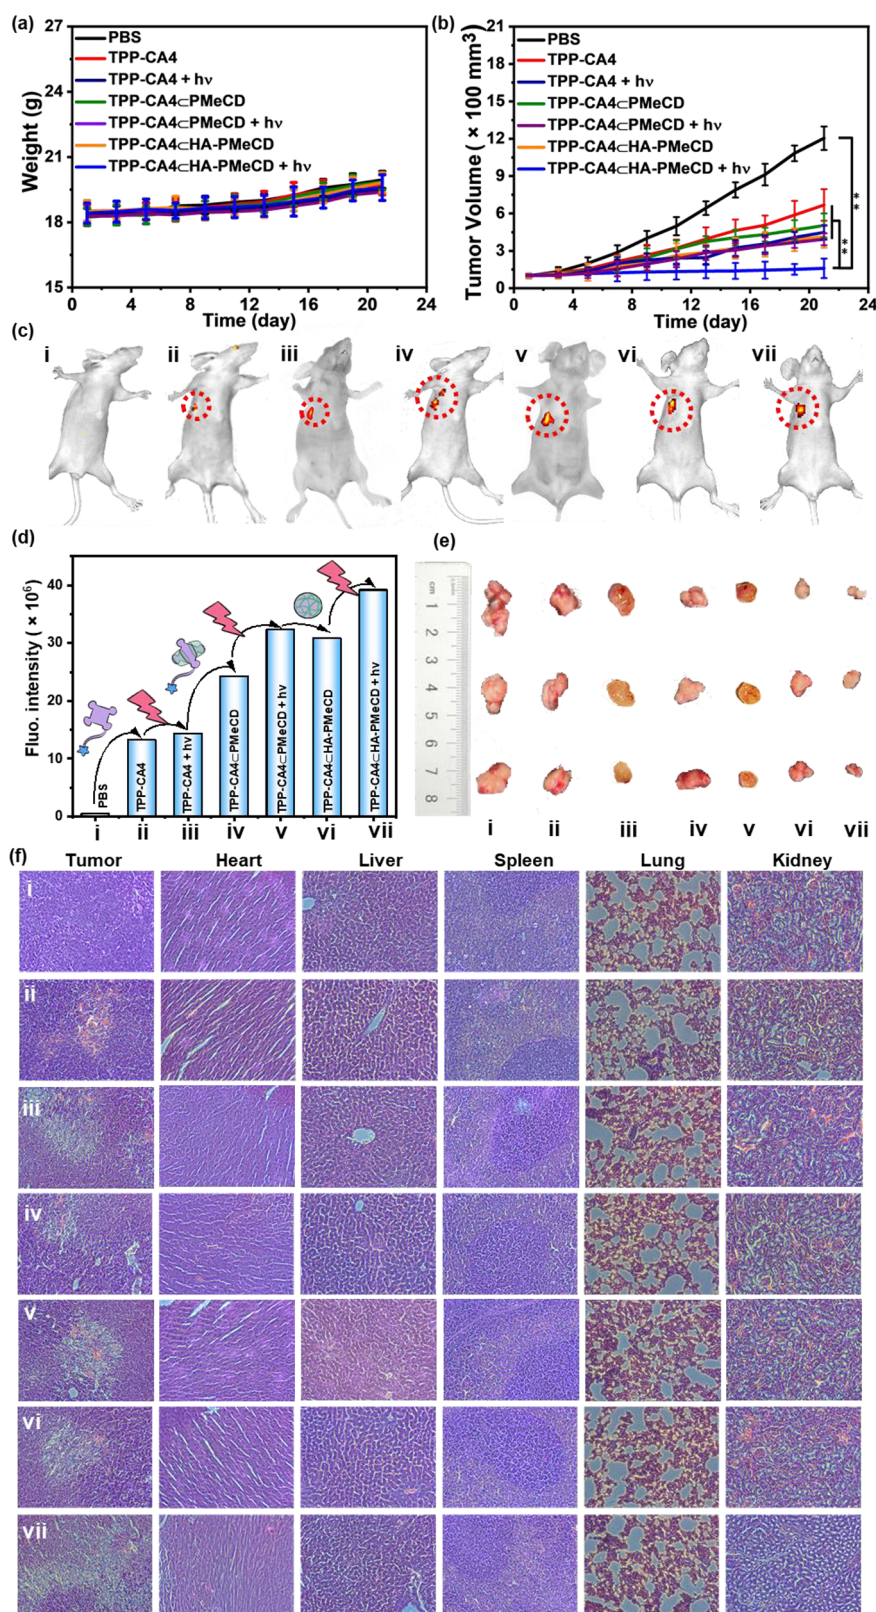 (a)
27
24
21
18
15
Weight (g)
PBS
TPP-CA4
TPP-CA4 + hν
TPP-CA4⊂PMeCD
TPP-CA4⊂PMeCD + hν
TPP-CA4⊂HA-PMeCD
TPP-CA4⊂HA-PMeCD + hν
0 4 8 12 16 20 24
Time (day)
(b)
21
18
15
12
9
6
3
0
Tumor Volume ( × 100 mm³)
PBS
TPP-CA4
TPP-CA4 + hν
TPP-CA4⊂PMeCD
TPP-CA4⊂PMeCD + hν
TPP-CA4⊂HA-PMeCD
TPP-CA4⊂HA-PMeCD + hν
**
**
0 4 8 12 16 20 24
Time (day)
(c)
i ii iii iv v vi vii
(d)
40
30
20
10
0
Fluo. intensity ( × 10⁶)
PBS
TPP-CA4
TPP-CA4 + hν
TPP-CA4⊂PMeCD
TPP-CA4⊂PMeCD + hν
TPP-CA4⊂HA-PMeCD
TPP-CA4⊂HA-PMeCD + hν
i ii iii iv v vi vii
(e)
cm
1
2
3
4
5
6
7
8
i ii iii iv v vi vii
(f)
Tumor Heart Liver Spleen Lung Kidney
i
ii
iii
iv
v
vi
vii